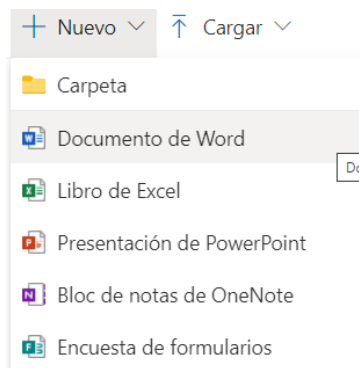 Nuevo Cargar
Carpeta
Documento de Word
Do
Libro de Excel
Presentación de PowerPoint
Bloc de notas de OneNote
Encuesta de formularios